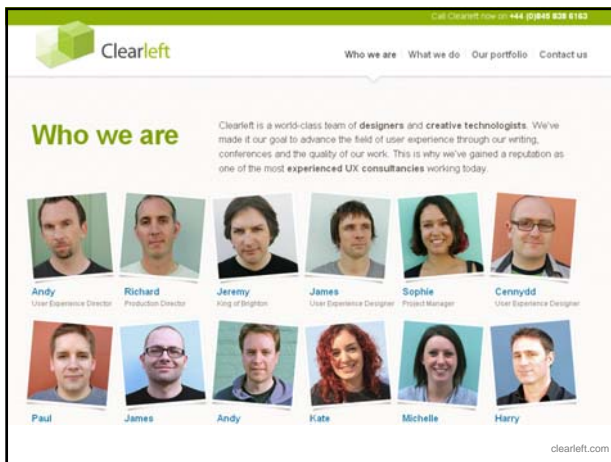 Call Clearleft now on +44 (0)845 838 6163
Clearleft
Who we are What we do Our portfolio Contact us
Who we are
Clearleft is a world-class team of designers and creative technologists. We've
made it our goal to advance the field of user experience through our writing,
conferences and the quality of our work. This is why we've gained a reputation as
one of the most experienced UX consultancies working today.
Andy Richard Jeremy James Sophie Cennydd
User Experience Director Production Director King of Brighton User Experience Designer Project Manager User Experience Designer
Paul James Andy Kate Michelle Harry
clearleft.com